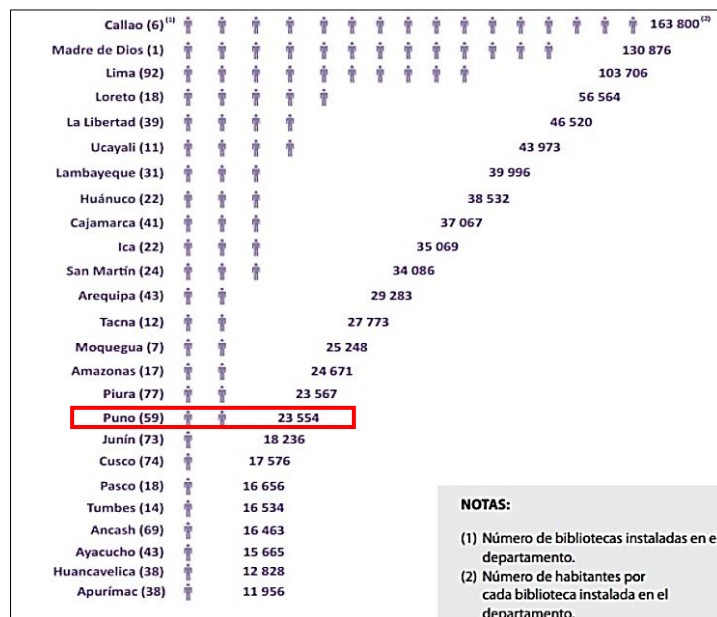 Callao (6)(1) 163 800(2)
Madre de Dios (1) 130 876
Lima (92) 103 706
Loreto (18) 56 564
La Libertad (39) 46 520
Ucayali (11) 43 973
Lambayeque (31) 39 996
Huánuco (22) 38 532
Cajamarca (41) 37 067
Ica (22) 35 069
San Martín (24) 34 086
Arequipa (43) 29 283
Tacna (12) 27 773
Moquegua (7) 25 248
Amazonas (17) 24 671
Piura (77) 23 567
Puno (59) 23 554
Junín (73) 18 236
Cusco (74) 17 576
Pasco (18) 16 656
Tumbes (14) 16 534
Ancash (69) 16 463
Ayacucho (43) 15 665
Huancavelica (38) 12 828
Apurímac (38) 11 956
NOTAS:
(1) Número de bibliotecas instaladas en e
departamento.
(2) Número de habitantes por
cada biblioteca instalada en el
departamento.